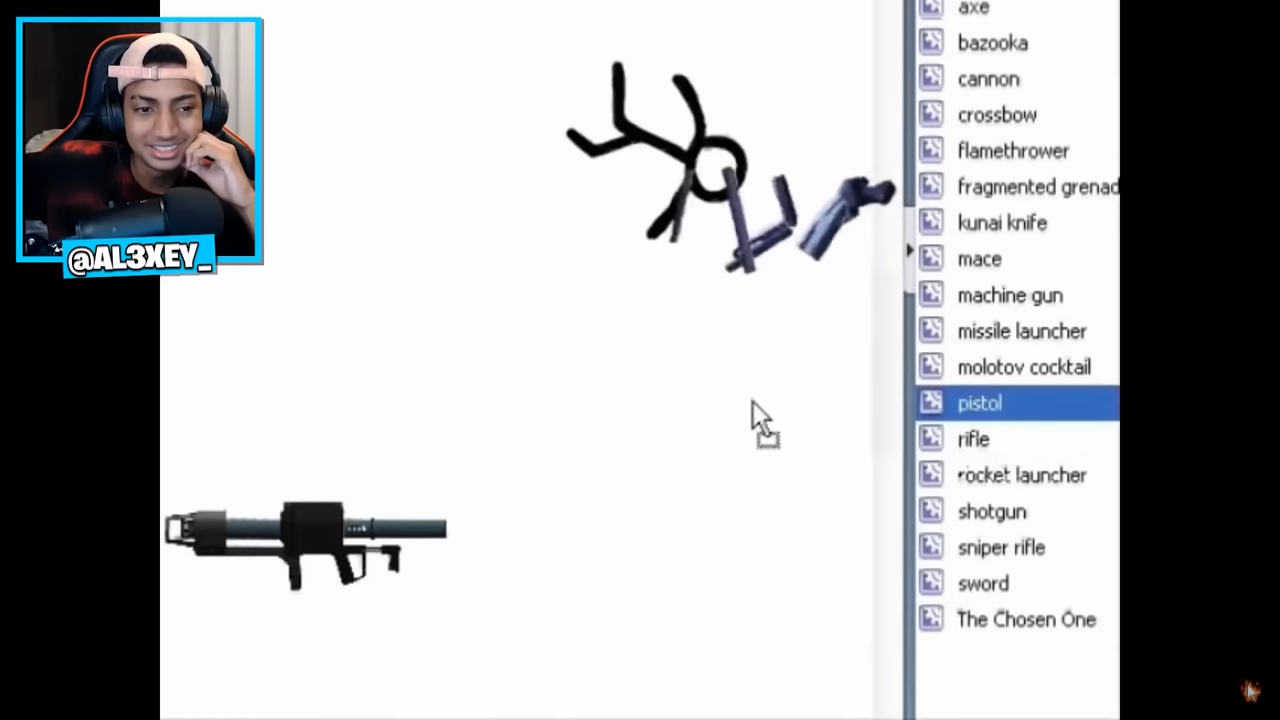 @AL3XEY_
axe
bazooka
cannon
crossbow
flamethrower
fragmented grenad
kunai knife
mace
machine gun
missile launcher
molotov cocktail
pistol
rifle
rocket launcher
shotgun
sniper rifle
sword
The Chosen One